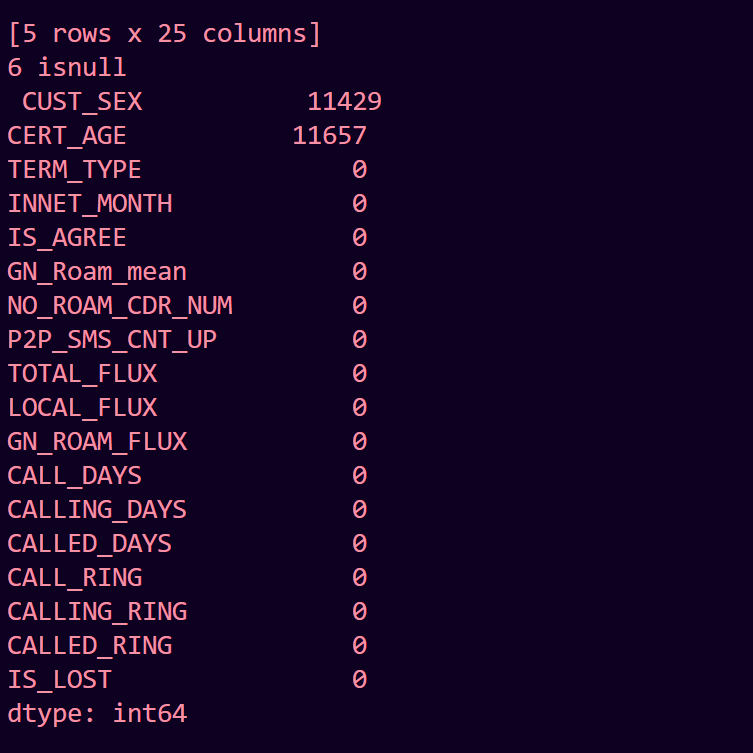 [5 rows x 25 columns]
6 isnull
 CUST_SEX           11429
CERT_AGE           11657
TERM_TYPE              0
INNET_MONTH            0
IS_AGREE               0
GN_Roam_mean           0
NO_ROAM_CDR_NUM        0
P2P_SMS_CNT_UP         0
TOTAL_FLUX             0
LOCAL_FLUX             0
GN_ROAM_FLUX           0
CALL_DAYS              0
CALLING_DAYS           0
CALLED_DAYS            0
CALL_RING              0
CALLING_RING           0
CALLED_RING            0
IS_LOST                0
dtype: int64